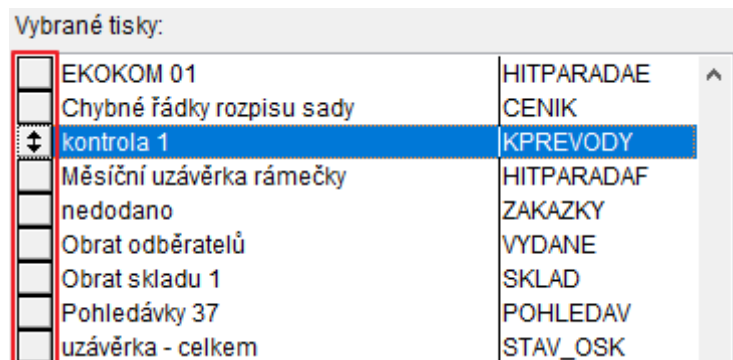 Vybrané tisky:
EKOKOM 01 HITPARADAE
Chybné řádky rozpisu sady CENIK
kontrola 1 KPREVODY
Měsíční uzávěrka rámečky HITPARADAF
nedodano ZAKAZKY
Obrat odběratelů VYDANE
Obrat skladu 1 SKLAD
Pohledávky 37 POHLEDAV
uzávěrka - celkem STAV_OSK